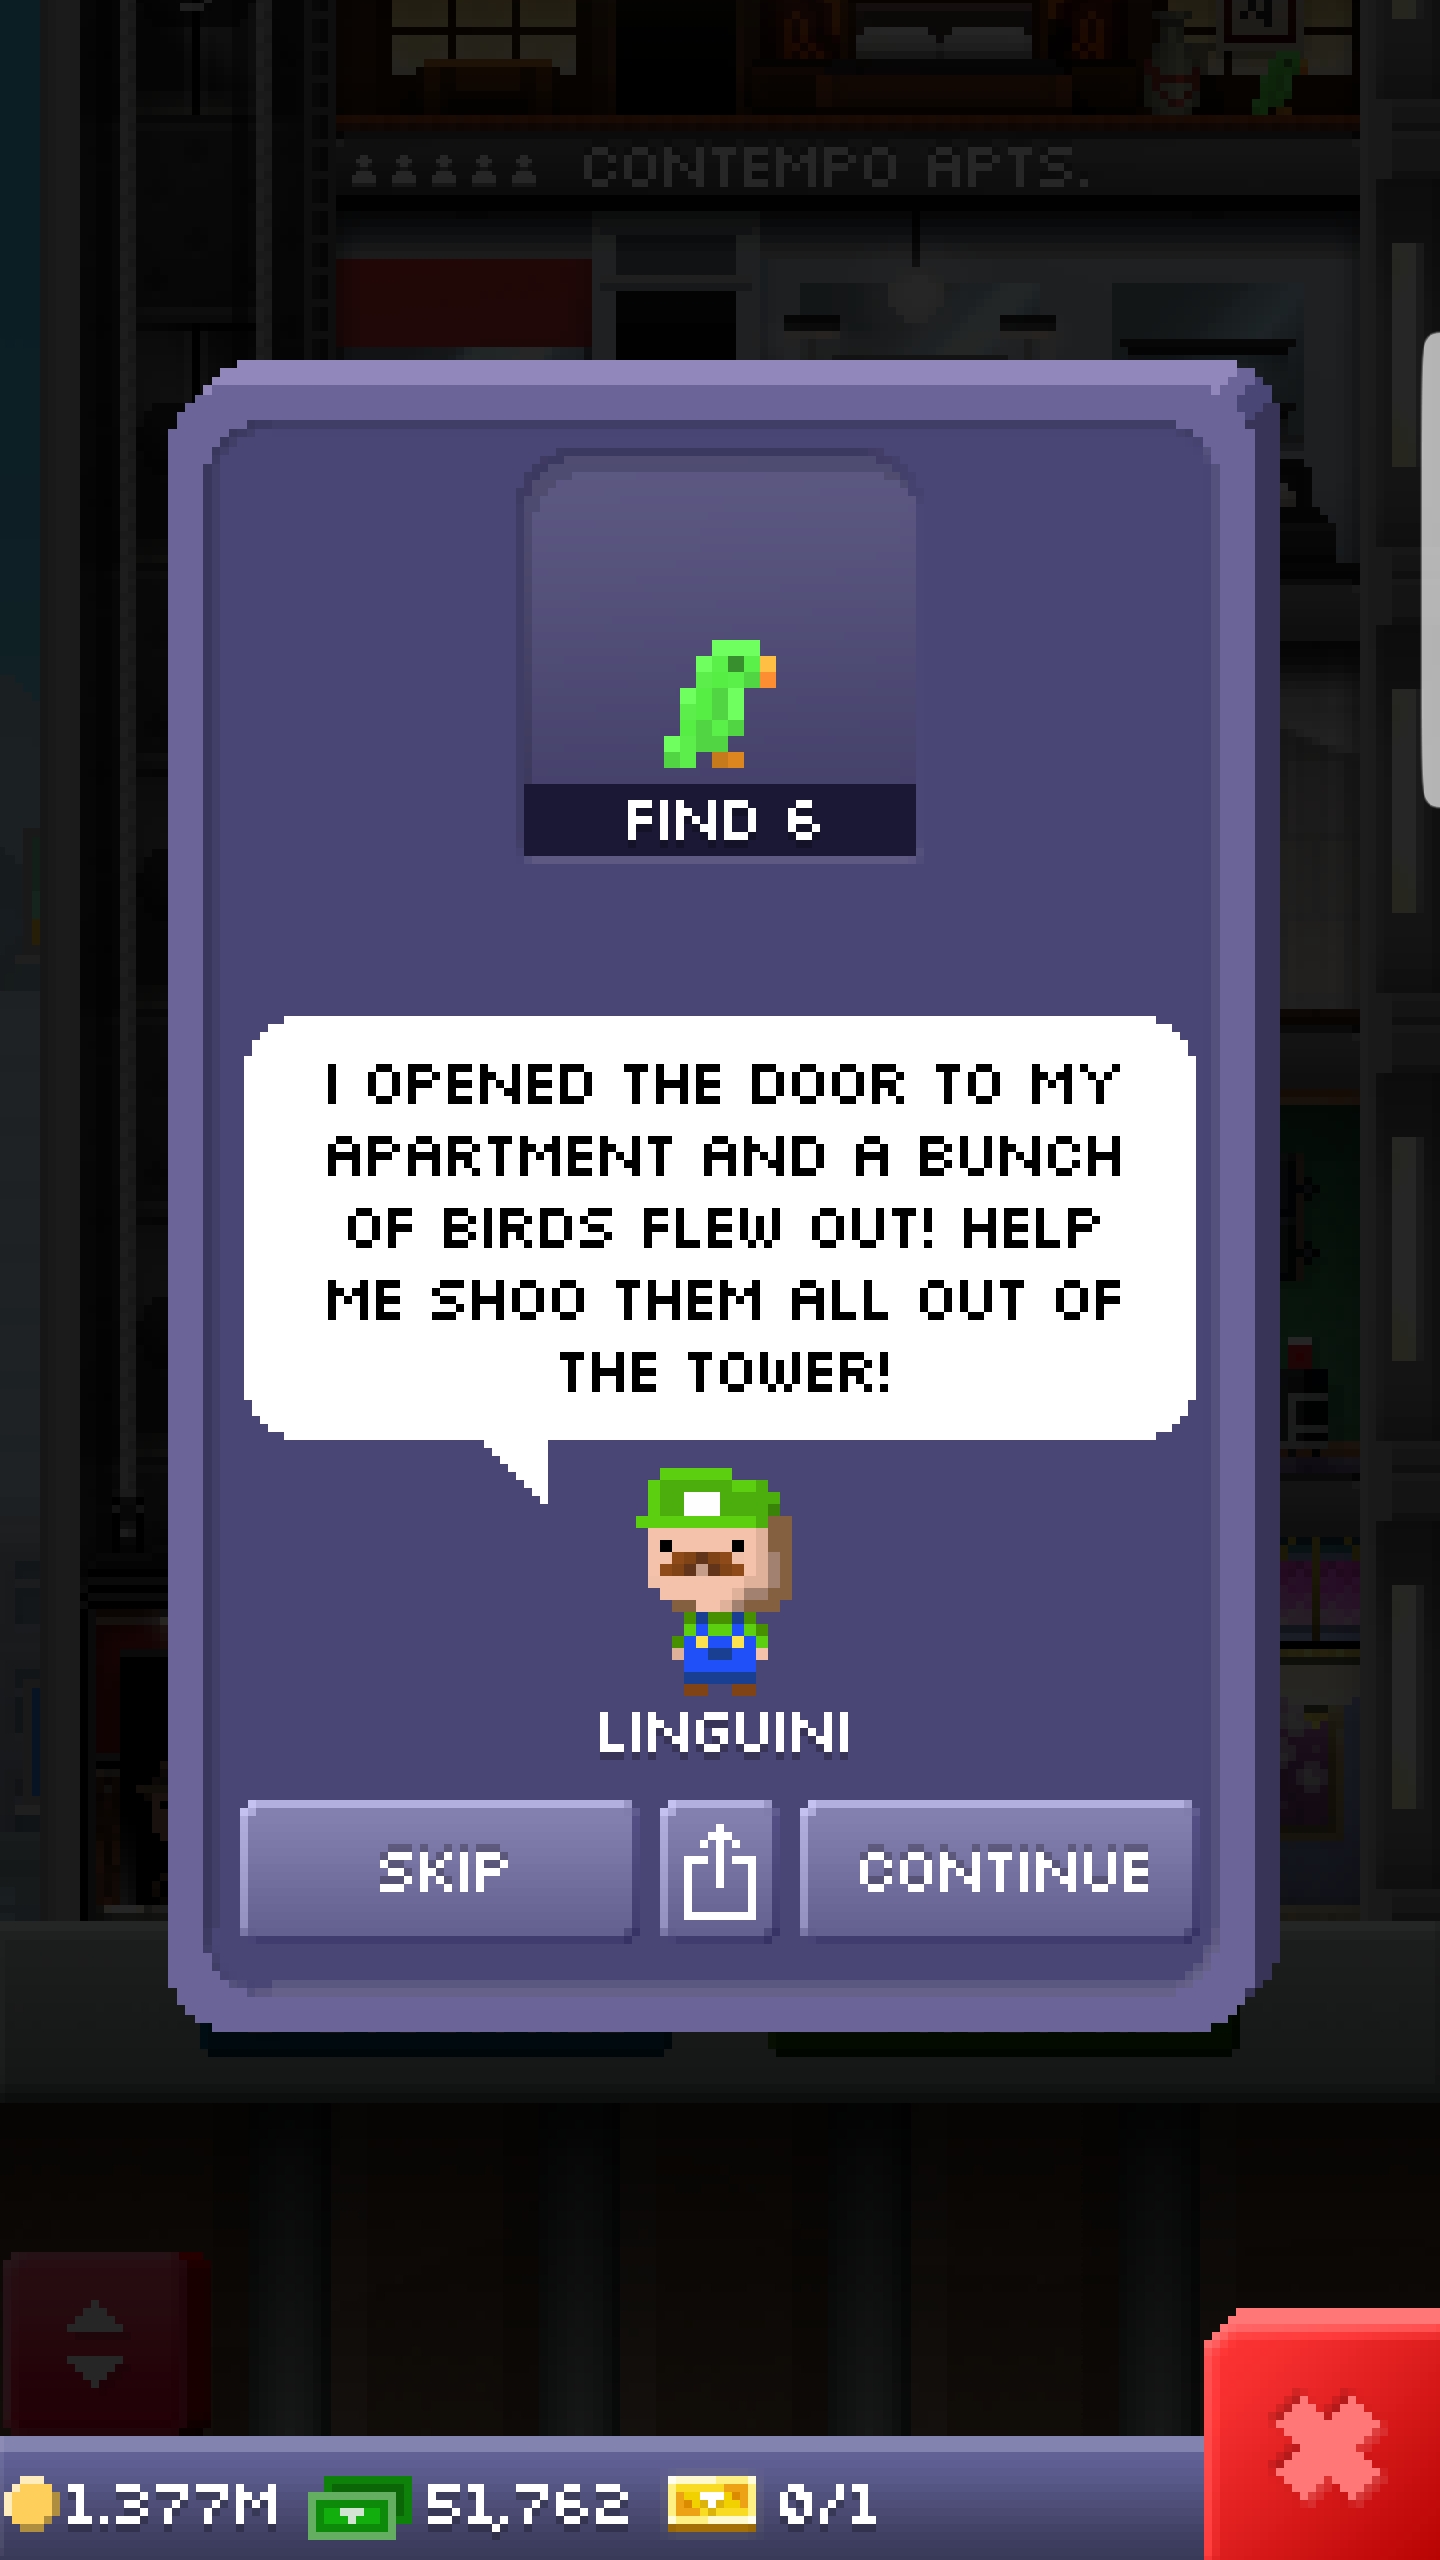 CONTEMPO APTS.
FIND 6
I OPENED THE DOOR TO MY
APARTMENT AND A BUNCH
OF BIRDS FLEW OUT! HELP
ME SHOO THEM ALL OUT OF
THE TOWER!
LINGUINI
SKIP
CONTINUE
1.377M 51,762 0/1